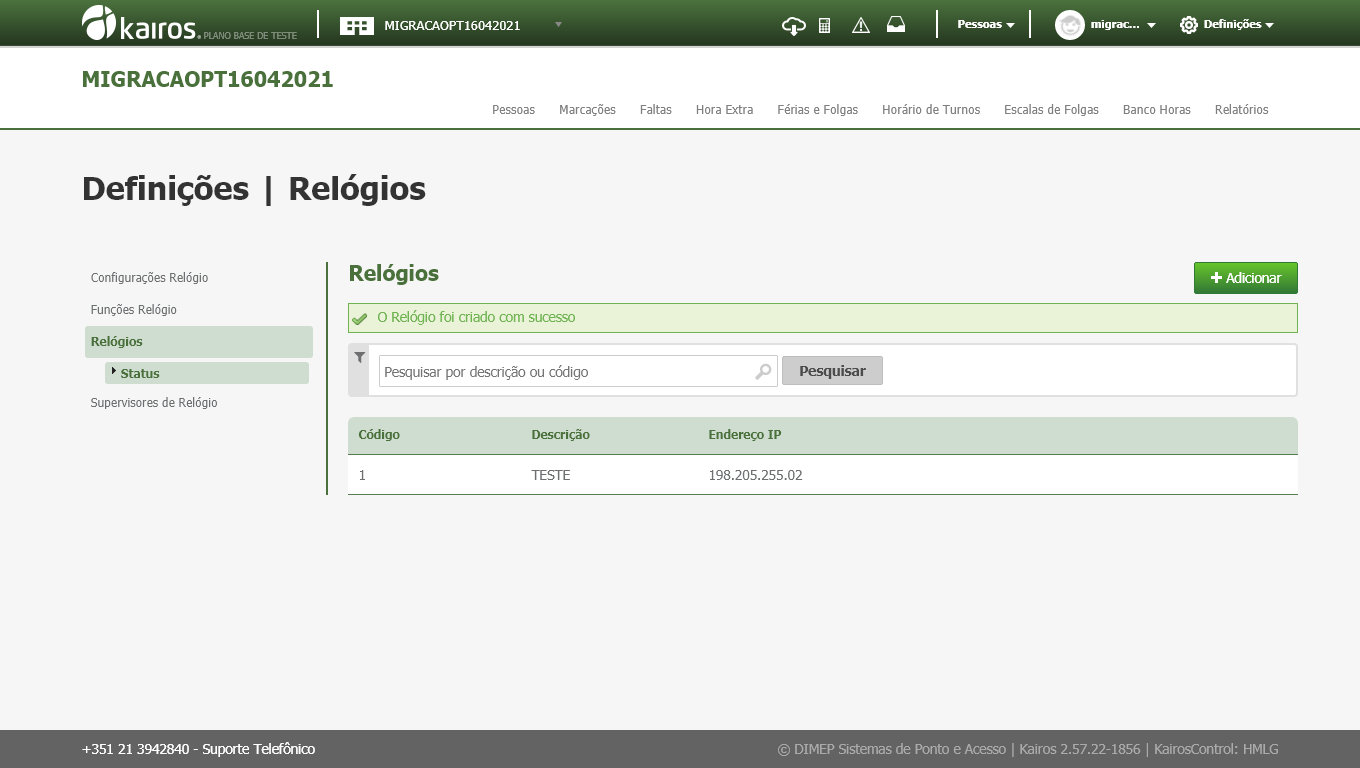 kairos. PLANO BASE DE TESTE
MIGRACAOPT16042021
Pessoas
migrac...
Definições
MIGRACAOPT16042021
Pessoas Marcações Faltas Hora Extra Férias e Folgas Horário de Turnos Escalas de Folgas Banco Horas Relatórios
Definições | Relógios
Configurações Relógio
Funções Relógio
Relógios
Status
Supervisores de Relógio
Relógios
+ Adicionar
O Relógio foi criado com sucesso
Pesquisar por descrição ou código
Pesquisar
Código Descrição Endereço IP
1 TESTE 198.205.255.02
+351 21 3942840 - Suporte Telefônico
© DIMEP Sistemas de Ponto e Acesso | Kairos 2.57.22-1856 | KairosControl: HMLG